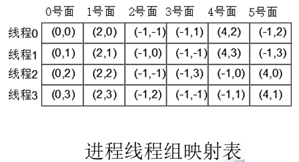 0号面 1号面 2号面 3号面 4号面 5号面
线程0 (0,0) (2,0) (-1,-1) (-1,1) (4,2) (-1,2)
线程1 (0,1) (2,1) (-1,0) (-1,-1) (4,3) (-1,3)
线程2 (0,2) (2,2) (-1,-1) (-1,3) (-1,0) (4,0)
线程3 (0,3) (2,3) (-1,2) (-1,-1) (-1,1) (4,1)
进程线程组映射表